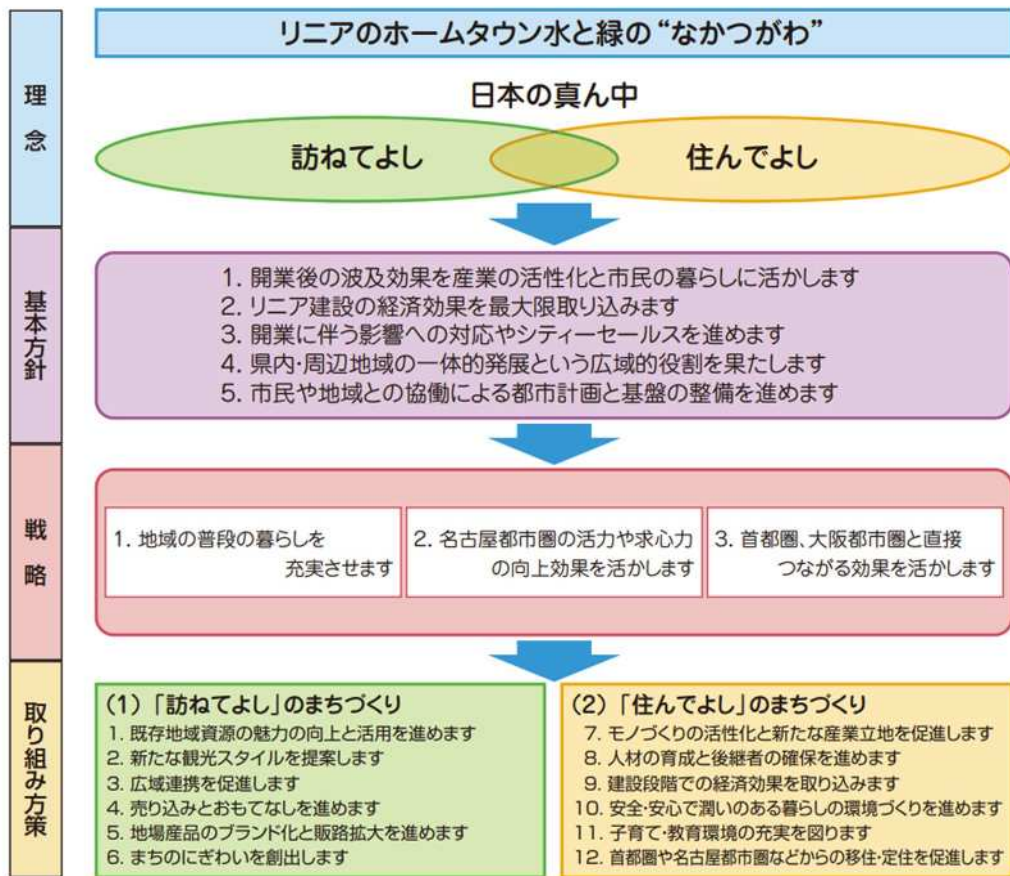 理念
リニアのホームタウン水と緑の“なかつがわ”
日本の真ん中
訪ねてよし
住んでよし
基本方針
1. 開業後の波及効果を産業の活性化と市民の暮らしに活かします
2. リニア建設の経済効果を最大限取り込みます
3. 開業に伴う影響への対応やシティーセールスを進めます
4. 県内・周辺地域の一体的発展という広域的役割を果たします
5. 市民や地域との協働による都市計画と基盤の整備を進めます
戦略
1. 地域の普段の暮らしを
充実させます
2. 名古屋都市圏の活力や求心力
の向上効果を活かします
3. 首都圏、大阪都市圏と直接
つながる効果を活かします
取り組み方策
(1)「訪ねてよし」のまちづくり
1. 既存地域資源の魅力の向上と活用を進めます
2. 新たな観光スタイルを提案します
3. 広域連携を促進します
4. 売り込みとおもてなしを進めます
5. 地場産品のブランド化と販路拡大を進めます
6. まちのにぎわいを創出します
(2)「住んでよし」のまちづくり
7. モノづくりの活性化と新たな産業立地を促進します
8. 人材の育成と後継者の確保を進めます
9. 建設段階での経済効果を取り込みます
10. 安全・安心で潤いのある暮らしの環境づくりを進めます
11. 子育て・教育環境の充実を図ります
12. 首都圏や名古屋都市圏などからの移住・定住を促進します